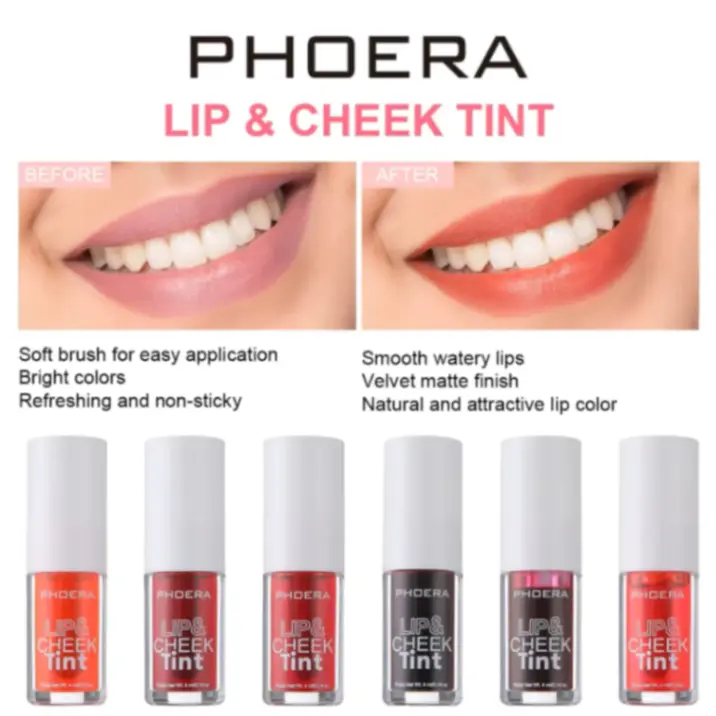 PHOERA
LIP & CHEEK TINT
BEFORE
AFTER
Soft brush for easy application
Bright colors
Refreshing and non-sticky
Smooth watery lips
Velvet matte finish
Natural and attractive lip color
PHOERA
LIP&
CHEEK
Tint
PHOERA
LIP&
CHEEK
Tint
PHOERA
LIP&
CHEEK
Tint
PHOERA
LIP&
CHEEK
Tint
PHOERA
LIP&
CHEEK
Tint
PHOERA
LIP&
CHEEK
Tint